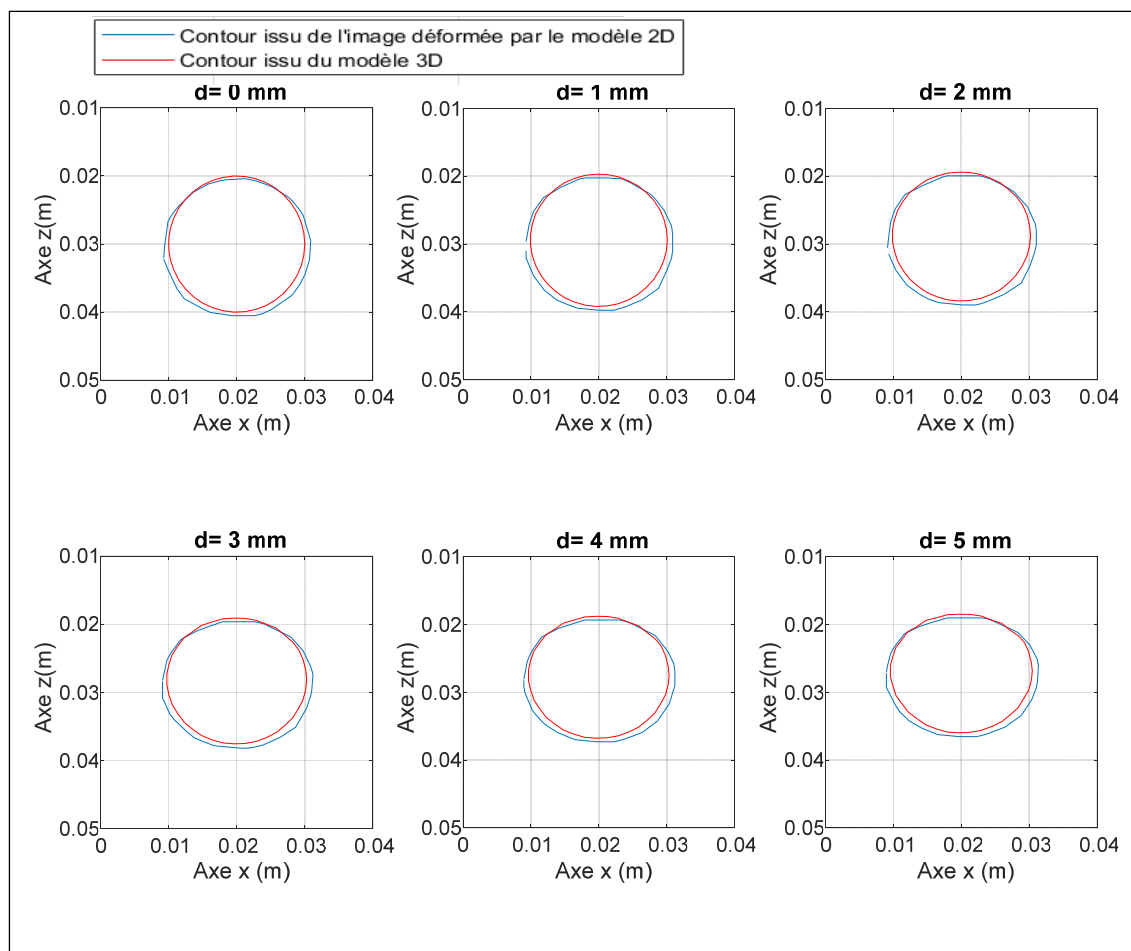 Contour issu de l'image déformée par le modèle 2D
Contour issu du modèle 3D
d= 0 mm
d= 1 mm
d= 2 mm
0.01
0.02
0.03
0.04
0.05
Axe z(m)
0 0.01 0.02 0.03 0.04
Axe x (m)
0.01
0.02
0.03
0.04
0.05
Axe z(m)
0 0.01 0.02 0.03 0.04
Axe x (m)
0.01
0.02
0.03
0.04
0.05
Axe z(m)
0 0.01 0.02 0.03 0.04
Axe x (m)
d= 3 mm
d= 4 mm
d= 5 mm
0.01
0.02
0.03
0.04
0.05
Axe z(m)
0 0.01 0.02 0.03 0.04
Axe x (m)
0.01
0.02
0.03
0.04
0.05
Axe z(m)
0 0.01 0.02 0.03 0.04
Axe x (m)
0.01
0.02
0.03
0.04
0.05
Axe z(m)
0 0.01 0.02 0.03 0.04
Axe x (m)